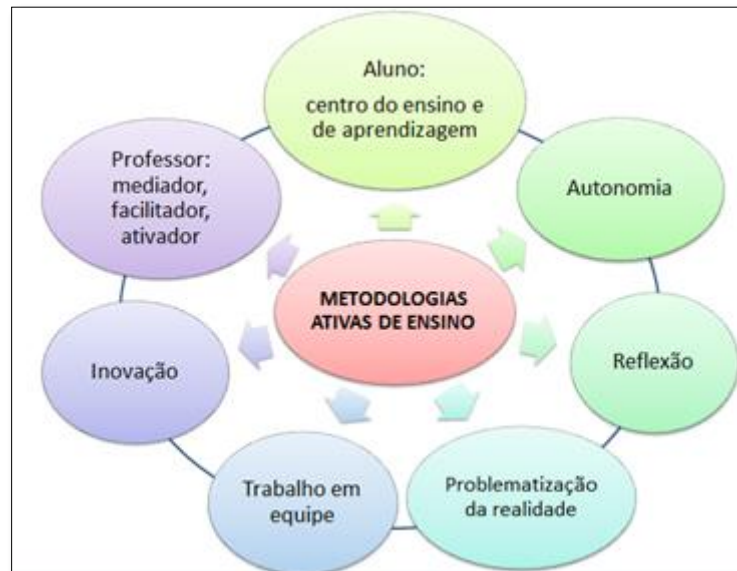 Aluno:
centro do ensino e
de aprendizagem
Autonomia
Reflexão
Problematização
da realidade
Trabalho em
equipe
Inovação
Professor:
mediador,
facilitador,
ativador
METODOLOGIAS
ATIVAS DE ENSINO